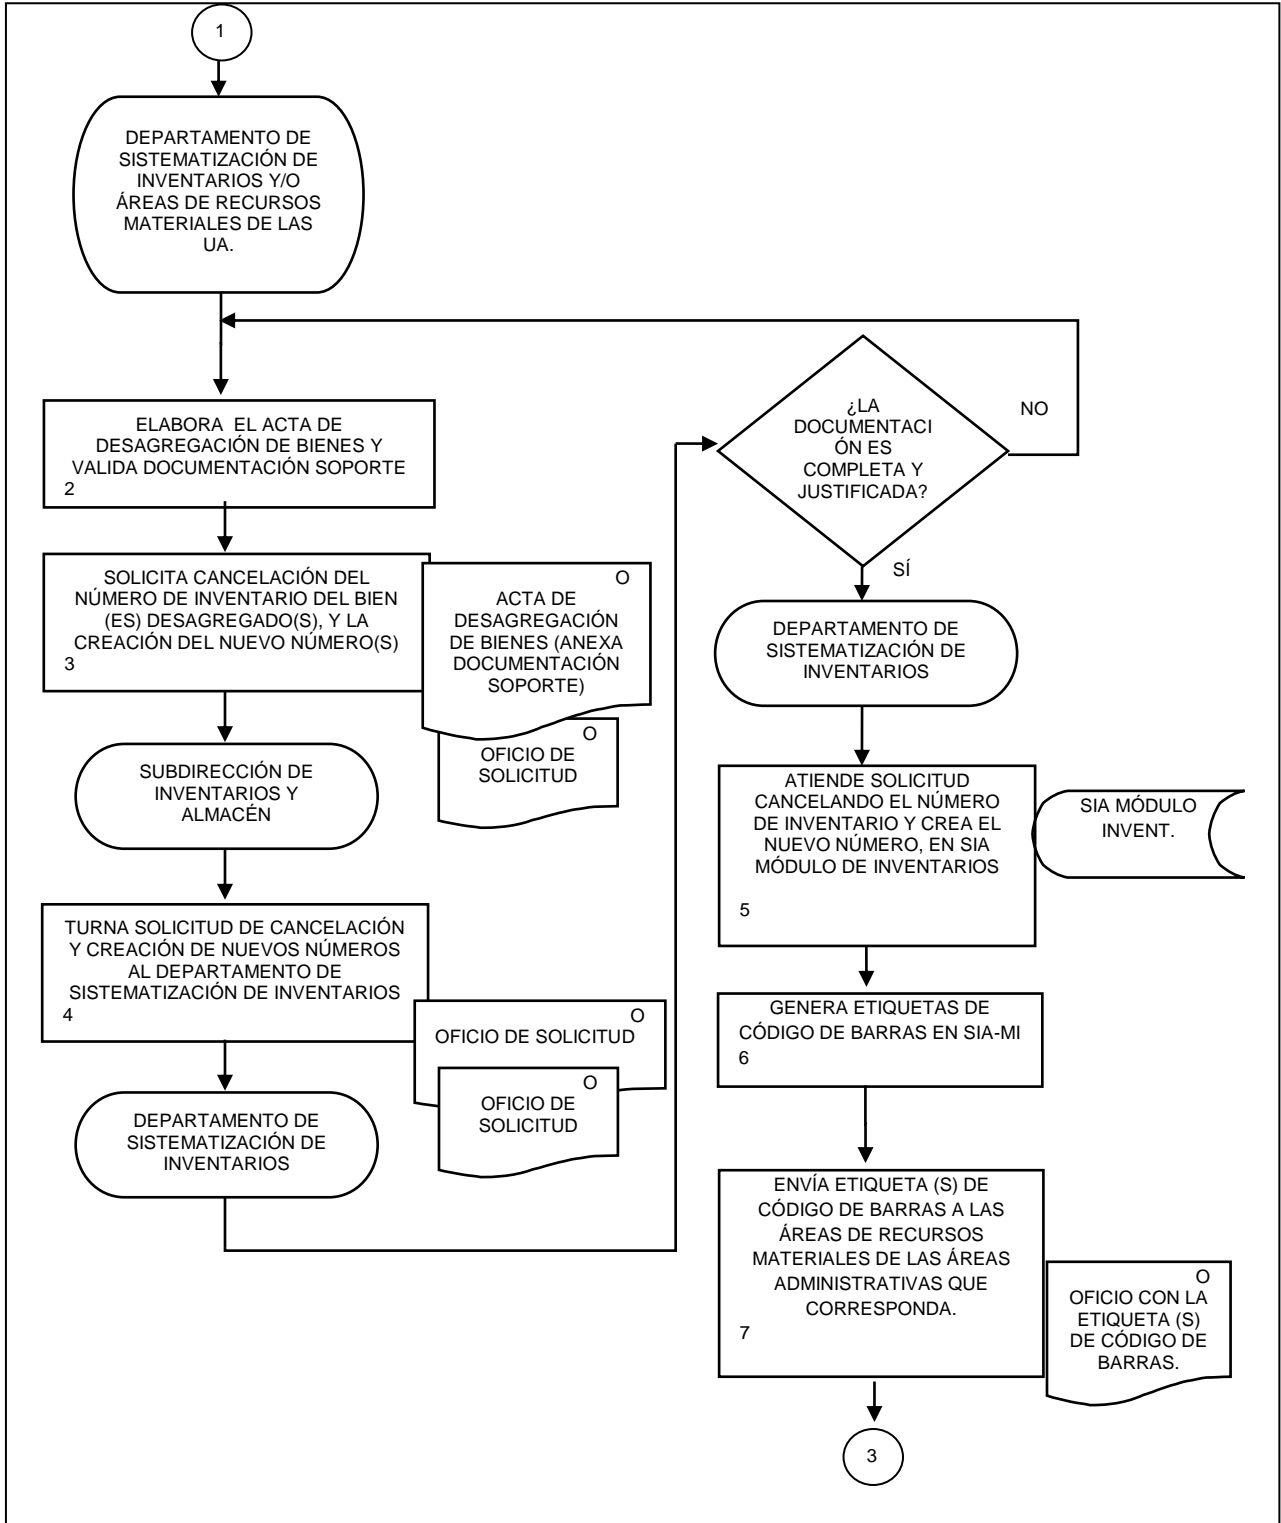 1
DEPARTAMENTO DE
SISTEMATIZACIÓN DE
INVENTARIOS Y/O
ÁREAS DE RECURSOS
MATERIALES DE LAS
UA.
ELABORA EL ACTA DE
DESAGREGACIÓN DE BIENES Y
VALIDA DOCUMENTACIÓN SOPORTE
2
SOLICITA CANCELACIÓN DEL
NÚMERO DE INVENTARIO DEL BIEN
(ES) DESAGREGADO(S), Y LA
CREACIÓN DEL NUEVO NÚMERO(S)
3
O
ACTA DE
DESAGREGACIÓN
DE BIENES (ANEXA
DOCUMENTACIÓN
SOPORTE)
O
OFICIO DE
SOLICITUD
SUBDIRECCIÓN DE
INVENTARIOS Y
ALMACÉN
TURNA SOLICITUD DE CANCELACIÓN
Y CREACIÓN DE NUEVOS NÚMEROS
AL DEPARTAMENTO DE
SISTEMATIZACIÓN DE INVENTARIOS
4
O
OFICIO DE SOLICITUD
O
OFICIO DE
SOLICITUD
DEPARTAMENTO DE
SISTEMATIZACIÓN DE
INVENTARIOS
¿LA
DOCUMENTACI
ÓN ES
COMPLETA Y
JUSTIFICADA?
NO
SÍ
DEPARTAMENTO DE
SISTEMATIZACIÓN DE
INVENTARIOS
ATIENDE SOLICITUD
CANCELANDO EL NÚMERO
DE INVENTARIO Y CREA EL
NUEVO NÚMERO, EN SIA
MÓDULO DE INVENTARIOS
5
SIA MÓDULO
INVENT.
GENERA ETIQUETAS DE
CÓDIGO DE BARRAS EN SIA-MI
6
ENVÍA ETIQUETA (S) DE
CÓDIGO DE BARRAS A LAS
ÁREAS DE RECURSOS
MATERIALES DE LAS ÁREAS
ADMINISTRATIVAS QUE
CORRESPONDA.
7
O
OFICIO CON LA
ETIQUETA (S)
DE CÓDIGO DE
BARRAS.
3